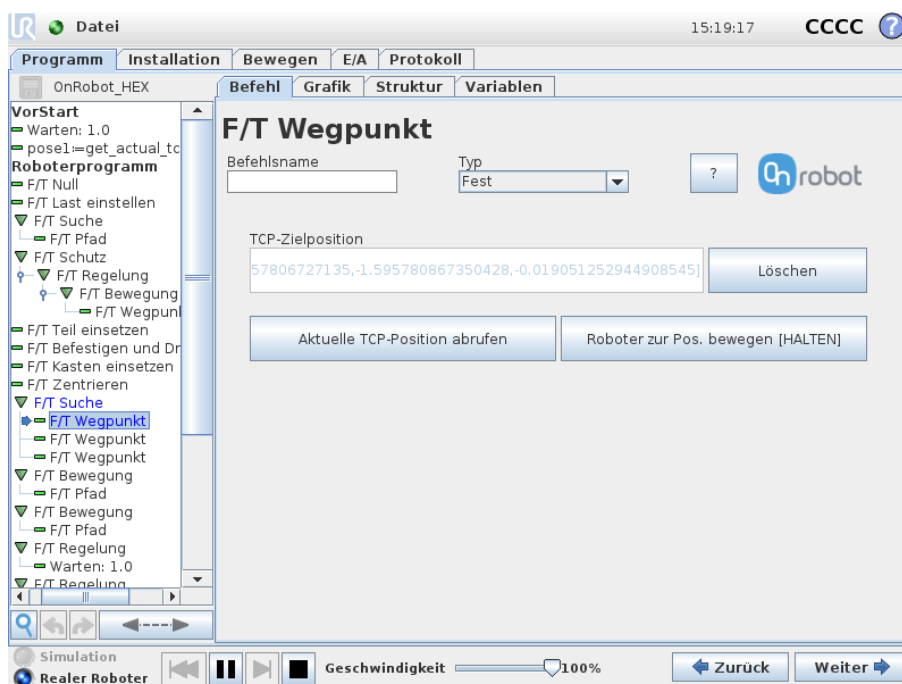 UR Datei 15:19:17 CCCC ?
Programm Installation Bewegen E/A Protokoll
OnRobot_HEX
Befehl Grafik Struktur Variablen
VorStart
Warten: 1.0
pose1:=get_actual_tc
Roboterprogramm
F/T Null
F/T Last einstellen
F/T Suche
F/T Pfad
F/T Schutz
F/T Regelung
F/T Bewegung
F/T Wegpunl
F/T Teil einsetzen
F/T Befestigen und Dr
F/T Kasten einsetzen
F/T Zentrieren
F/T Suche
F/T Wegpunkt
F/T Wegpunkt
F/T Wegpunkt
F/T Bewegung
F/T Pfad
F/T Bewegung
F/T Pfad
F/T Regelung
Warten: 1.0
F/T Regelung
F/T Wegpunkt
Befehlsname Typ
Fest ? On robot
TCP-Zielposition
57806727135,-1.595780867350428,-0.019051252944908545] Löschen
Aktuelle TCP-Position abrufen Roboter zur Pos. bewegen [HALTEN]
Simulation
Realer Roboter
Geschwindigkeit 100% Zurück Weiter